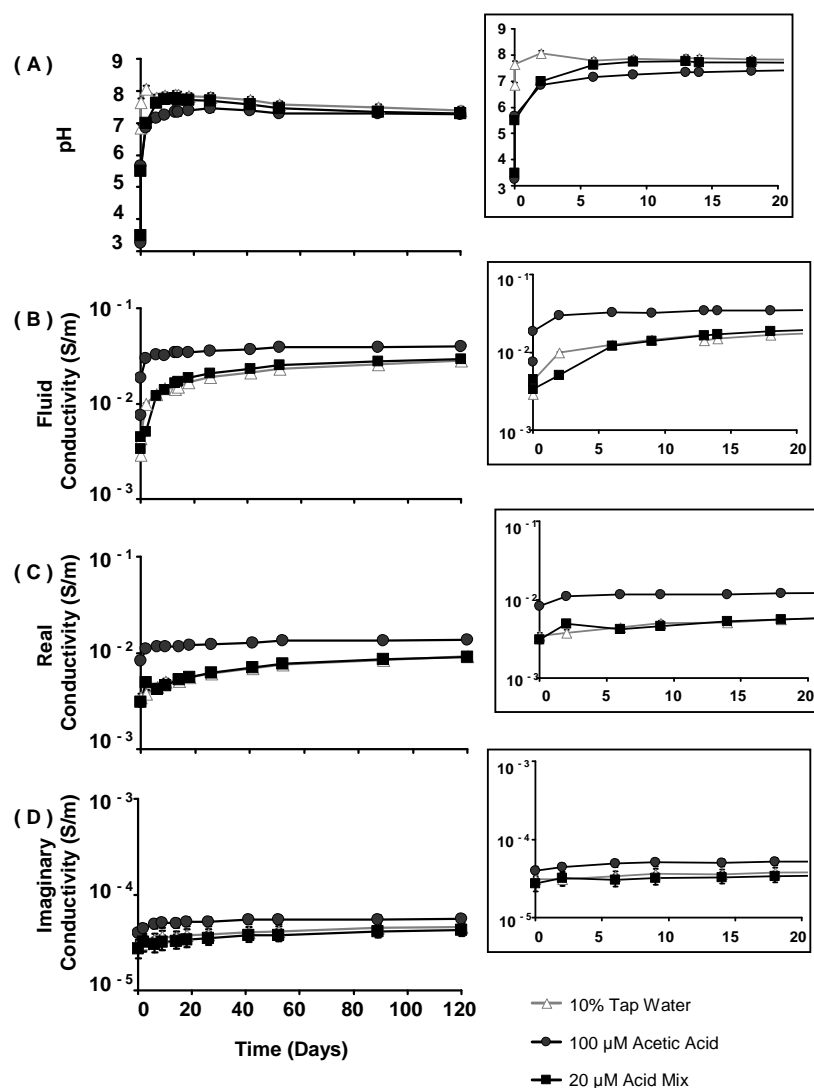 ( A )
pH
9
8
7
6
5
4
3
9
8
7
6
5
4
3
0 5 10 15 20
( B )
Fluid
Conductivity (S/m)
10 -1
10 -2
10 -3
10 -1
10 -2
10 -3
0 5 10 15 20
( C )
Real
Conductivity (S/m)
10 -1
10 -2
10 -3
10 -1
10 -2
10 -3
0 5 10 15 20
( D )
Imaginary
Conductivity (S/m)
10 -3
10 -4
10 -5
0 20 40 60 80 100 120
Time (Days)
10 -3
10 -4
10 -5
0 5 10 15 20
10% Tap Water
100 µM Acetic Acid
20 µM Acid Mix